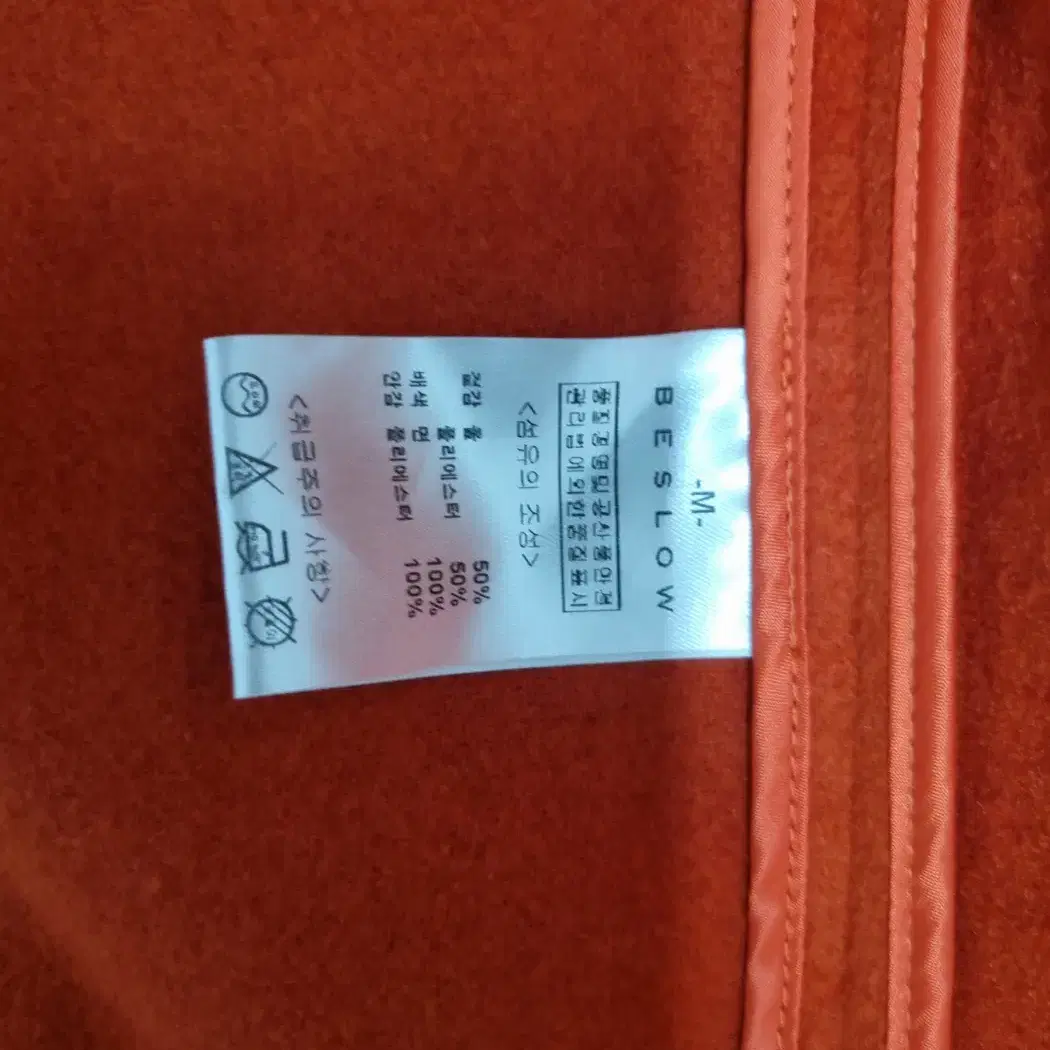 -M-
BESLOW
품질경영및공산품안전
관리법에의한품질표시
<섬유의 조성>
겉감 울 50%
폴리에스터 50%
배색 면 100%
안감 폴리에스터 100%
<취급주의 사항>